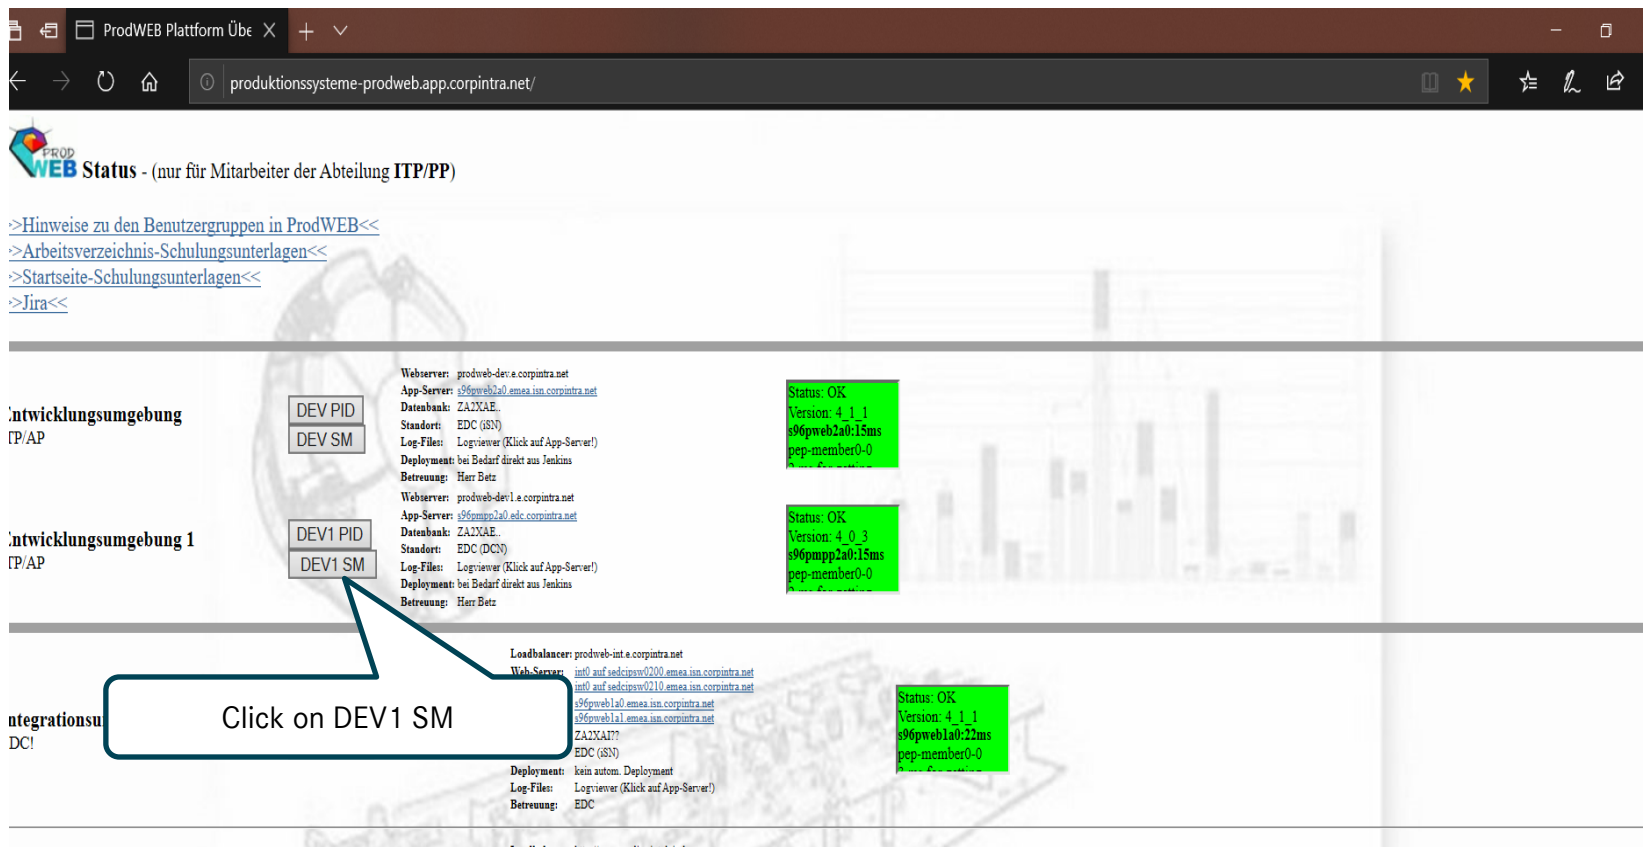 ProdWEB Plattform Übe
produktionssysteme-prodweb.app.corpintra.net/
PROD
WEB Status - (nur für Mitarbeiter der Abteilung ITP/PP)
>>Hinweise zu den Benutzergruppen in ProdWEB<<
>>Arbeitsverzeichnis-Schulungsunterlagen<<
>>Startseite-Schulungsunterlagen<<
>>Jira<<
Entwicklungsumgebung
ITP/AP
DEV PID
DEV SM
Webserver: prodweb-dev.e.corpintra.net
App-Server: s96pweb2a0.emea.isn.corpintra.net
Datenbank: ZA2XAE..
Standort: EDC (iSN)
Log-Files: Logviewer (Klick auf App-Server!)
Deployment: bei Bedarf direkt aus Jenkins
Betreuung: Herr Betz
Status: OK
Version: 4_1_1
s96pweb2a0:15ms
pep-member0-0
Entwicklungsumgebung 1
ITP/AP
DEV1 PID
DEV1 SM
Webserver: prodweb-dev1.e.corpintra.net
App-Server: s96pmpp2a0.edc.corpintra.net
Datenbank: ZA2XAE..
Standort: EDC (DCN)
Log-Files: Logviewer (Klick auf App-Server!)
Deployment: bei Bedarf direkt aus Jenkins
Betreuung: Herr Betz
Status: OK
Version: 4_0_3
s96pmpp2a0:15ms
pep-member0-0
Click on DEV1 SM
ntegrationsu
DC!
Loadbalancer: prodweb-int.e.corpintra.net
Web-Server: int0 auf sedcipsw0200.emea.isn.corpintra.net
int0 auf sedcipsw0210.emea.isn.corpintra.net
s96pweb1a0.emea.isn.corpintra.net
s96pweb1a1.emea.isn.corpintra.net
ZA2XAI??
EDC (iSN)
Deployment: kein autom. Deployment
Log-Files: Logviewer (Klick auf App-Server!)
Betreuung: EDC
Status: OK
Version: 4_1_1
s96pweb1a0:22ms
pep-member0-0